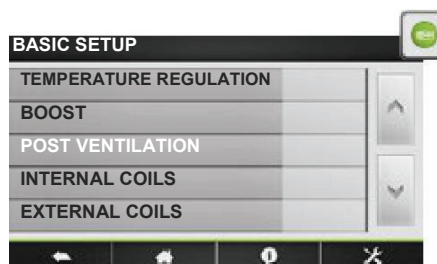 BASIC SETUP
TEMPERATURE REGULATION
BOOST
POST VENTILATION
INTERNAL COILS
EXTERNAL COILS